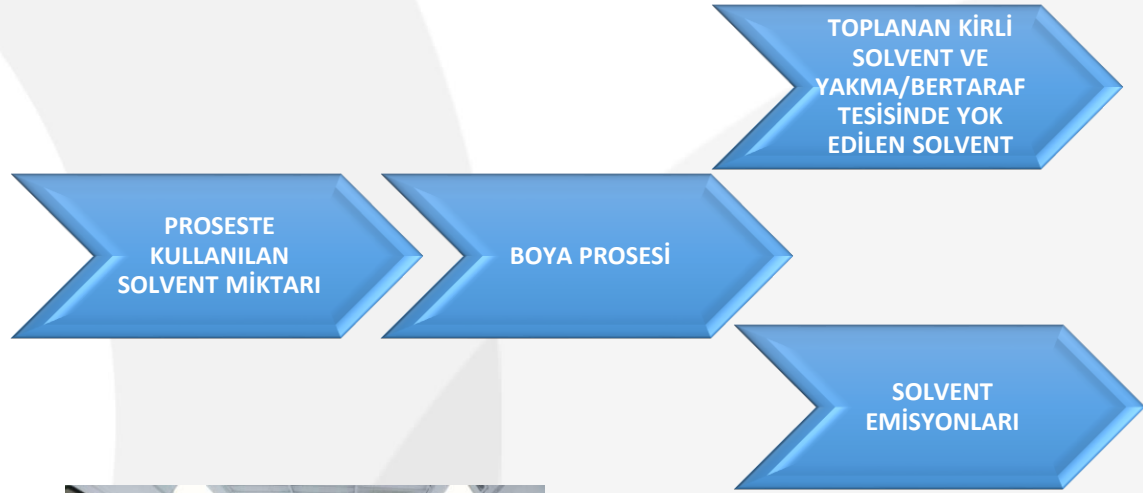 TOPLANAN KİRLİ
SOLVENT VE
YAKMA/BERTARAF
TESİSİNDE YOK
EDİLEN SOLVENT
PROSESTE
KULLANILAN
SOLVENT MİKTARI
BOYA PROSESİ
SOLVENT
EMİSYONLARI